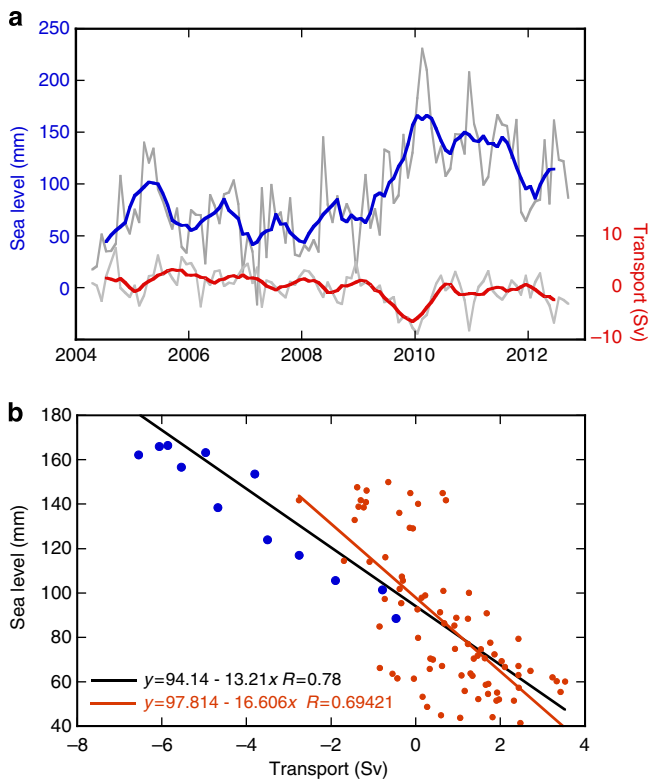 a
250
200
150
100
50
0
Sea level (mm)
10
0
−10
Transport (Sv)
2004 2006 2008 2010 2012
b
180
160
140
120
100
80
60
40
Sea level (mm)
y=94.14 - 13.21x R=0.78
y=97.814 - 16.606x R=0.69421
−8 −6 −4 −2 0 2 4
Transport (Sv)